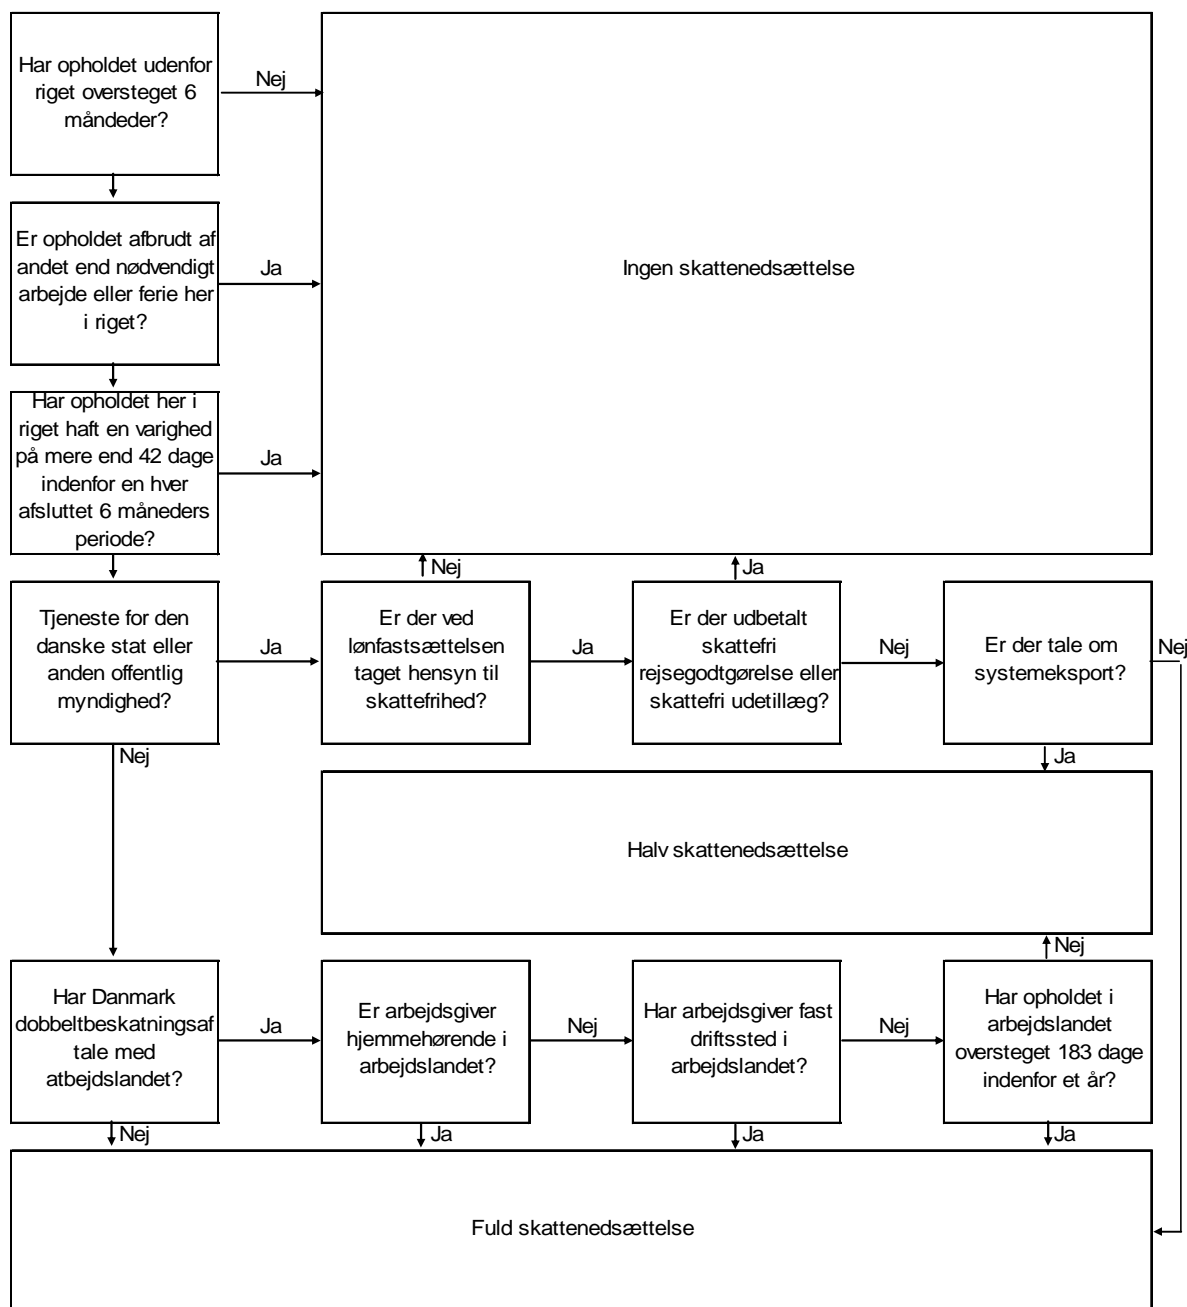 Har opholdet udenfor
riget oversteget 6
måndeder?
Nej
Er opholdet afbrudt af
andet end nødvendigt
arbejde eller ferie her
i riget?
Ja
Ingen skattenedsættelse
Har opholdet her i
riget haft en varighed
på mere end 42 dage
indenfor en hver
afsluttet 6 måneders
periode?
Ja
Nej
Ja
Tjeneste for den
danske stat eller
anden offentlig
myndighed?
Ja
Er der ved
lønfastsættelsen
taget hensyn til
skattefrihed?
Ja
Er der udbetalt
skattefri
rejsegodtgørelse eller
skattefri udetillæg?
Nej
Er der tale om
systemeksport?
Nej
Nej
Ja
Halv skattenedsættelse
Nej
Har Danmark
dobbeltbeskatningsaf
tale med
atbejdslandet?
Ja
Er arbejdsgiver
hjemmehørende i
arbejdslandet?
Nej
Har arbejdsgiver fast
driftssted i
arbejdslandet?
Nej
Har opholdet i
arbejdslandet
oversteget 183 dage
indenfor et år?
Nej
Ja
Ja
Ja
Fuld skattenedsættelse